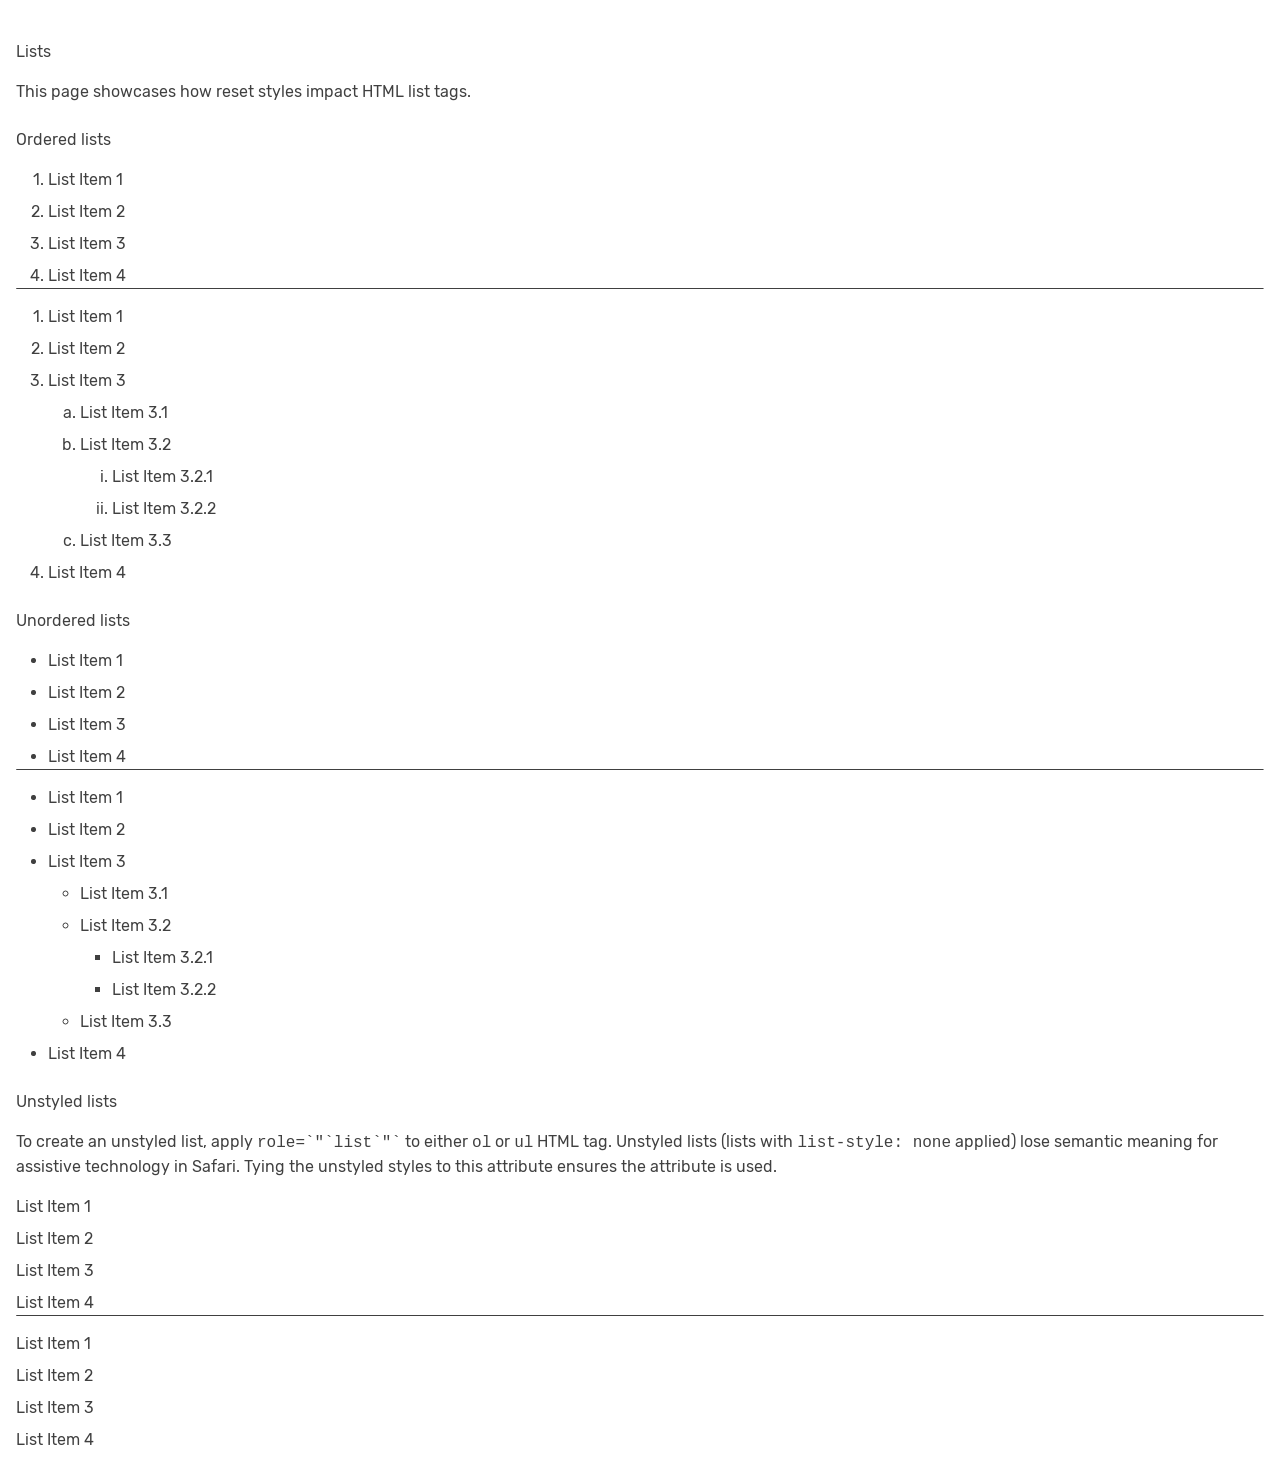 Lists
This page showcases how reset styles impact HTML list tags.
Ordered lists
1. List Item 1
2. List Item 2
3. List Item 3
4. List Item 4
1. List Item 1
2. List Item 2
3. List Item 3
a. List Item 3.1
b. List Item 3.2
i. List Item 3.2.1
ii. List Item 3.2.2
c. List Item 3.3
4. List Item 4
Unordered lists
• List Item 1
• List Item 2
• List Item 3
• List Item 4
• List Item 1
• List Item 2
• List Item 3
◦ List Item 3.1
◦ List Item 3.2
▪ List Item 3.2.1
▪ List Item 3.2.2
◦ List Item 3.3
• List Item 4
Unstyled lists
To create an unstyled list, apply role=`"`list`"` to either ol or ul HTML tag. Unstyled lists (lists with list-style: none applied) lose semantic meaning for
assistive technology in Safari. Tying the unstyled styles to this attribute ensures the attribute is used.
List Item 1
List Item 2
List Item 3
List Item 4
List Item 1
List Item 2
List Item 3
List Item 4